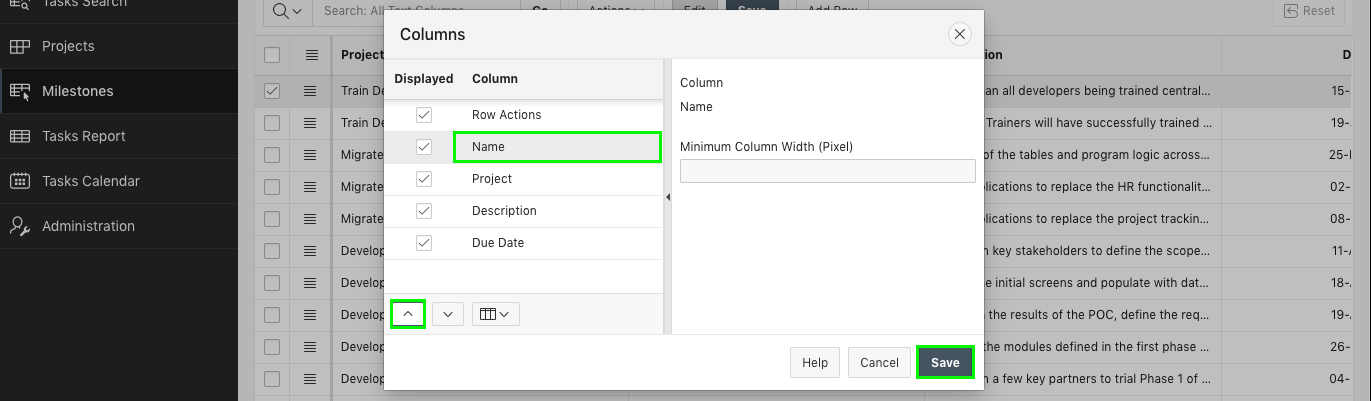 Tasks Search
Projects
Milestones
Tasks Report
Tasks Calendar
Administration
Search: All Text Columns
Go
Actions
Edit
Save
Add Row
Reset
Project
Train De
Train De
Migrate
Migrate
Migrate
Develop
Develop
Develop
Develop
Develop
Columns
Displayed Column
Row Actions
Name
Project
Description
Due Date
Column
Name
Minimum Column Width (Pixel)
Help
Cancel
Save
ion D
an all developers being trained central... 15-
Trainers will have successfully trained ... 19-
of the tables and program logic across... 25-
lications to replace the HR functionalit... 02-
lications to replace the project trackin... 08-
key stakeholders to define the scope... 11-
e initial screens and populate with dat... 18-
the results of the POC, define the req... 19-
the modules defined in the first phase ... 26-
a few key partners to trial Phase 1 of ... 04-